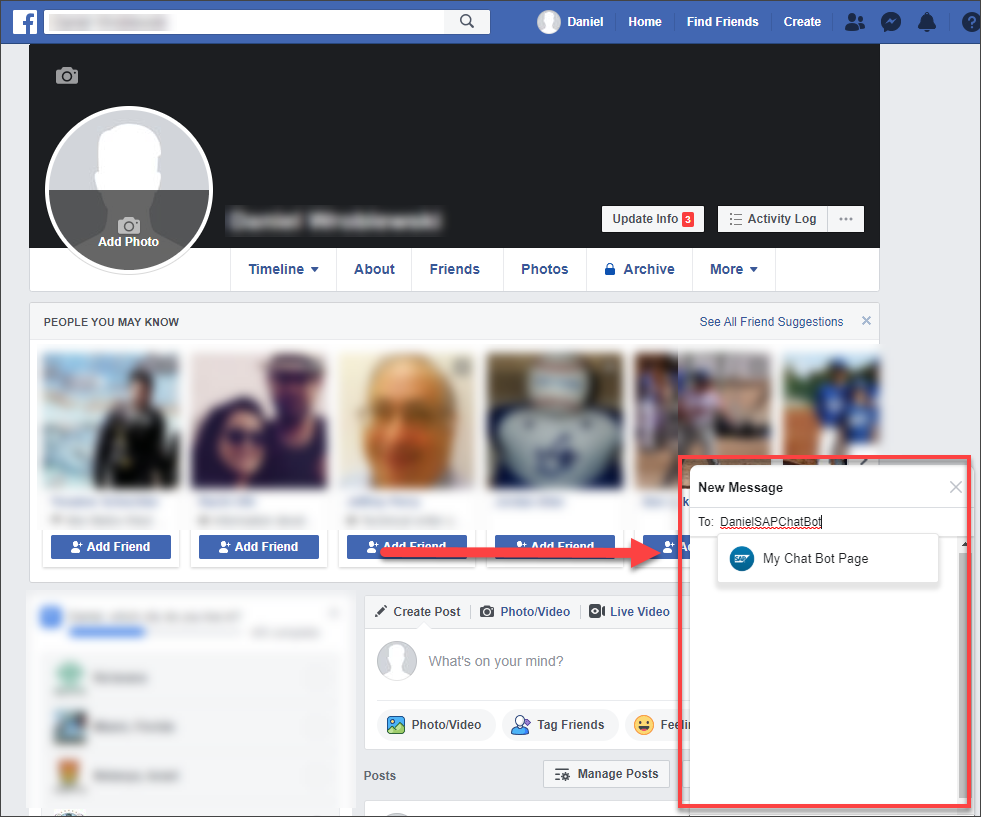 Daniel Home Find Friends Create
Add Photo
Update Info 3 Activity Log
Timeline About Friends Photos Archive More
PEOPLE YOU MAY KNOW See All Friend Suggestions
Add Friend Add Friend Add Friend Add Friend
New Message
To: DanielSAPChatBot
SAP My Chat Bot Page
Create Post Photo/Video Live Video
What's on your mind?
Photo/Video Tag Friends Feelin
Posts Manage Posts